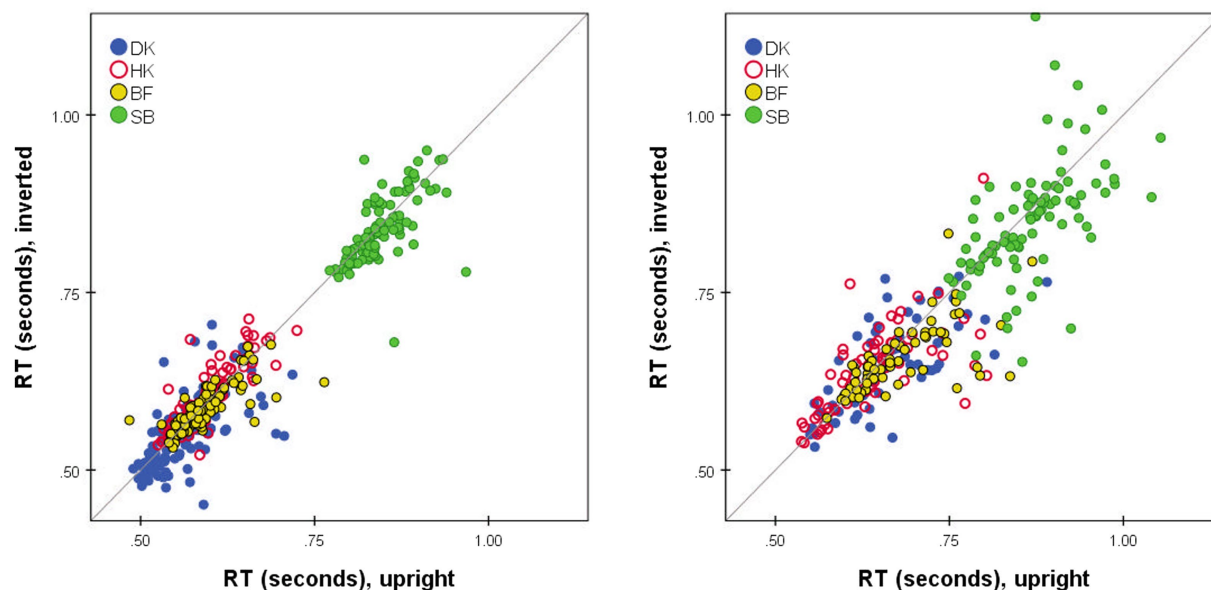 DK
HK
BF
SB
1.00
.75
.50
RT (seconds), inverted
.50
.75
1.00
RT (seconds), upright
DK
HK
BF
SB
1.00
.75
.50
RT (seconds), inverted
.50
.75
1.00
RT (seconds), upright